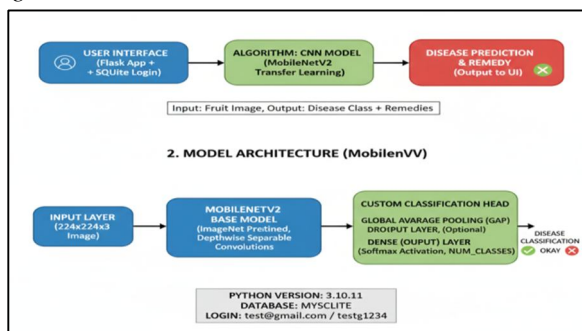 USER INTERFACE
(Flask App +
+ SQUite Login)
ALGORITHM: CNN MODEL
(MobileNetV2
Transfer Learning)
DISEASE PREDICTION
& REMEDY
(Output to UI)
Input: Fruit Image, Output: Disease Class + Remedies
2. MODEL ARCHITECTURE (MobilenVV)
INPUT LAYER
(224x224x3
Image)
MOBILENETV2
BASE MODEL
(ImageNet Pretined,
Depthwise Separable
Convolutions)
CUSTOM CLASSIFICATION HEAD
GLOBAL AVARAGE POOLING (GAP)
DROIPUT LAYER, (Optional)
DENSE (OUPUT) LAYER
(Softmax Activation, NUM_CLASSES)
DISEASE
CLASSIFICATION
OKAY
PYTHON VERSION: 3.10.11
DATABASE: MYSCLITE
LOGIN: test@gmail.com / testg1234